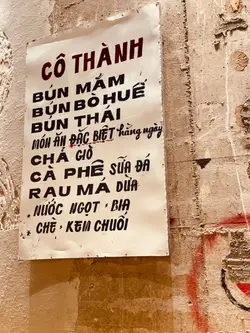 CÔ THÀNH
BÚN MẮM
BÚN BÒ HUẾ
BÚN THÁI
MÓN ĂN ĐẶC BIỆT hằng ngày
CHẢ GIÒ
CÀ PHÊ SỮA ĐÁ
RAU MÁ DỪA
NƯỚC NGỌT - BIA
CHÈ - KEM CHUỐI